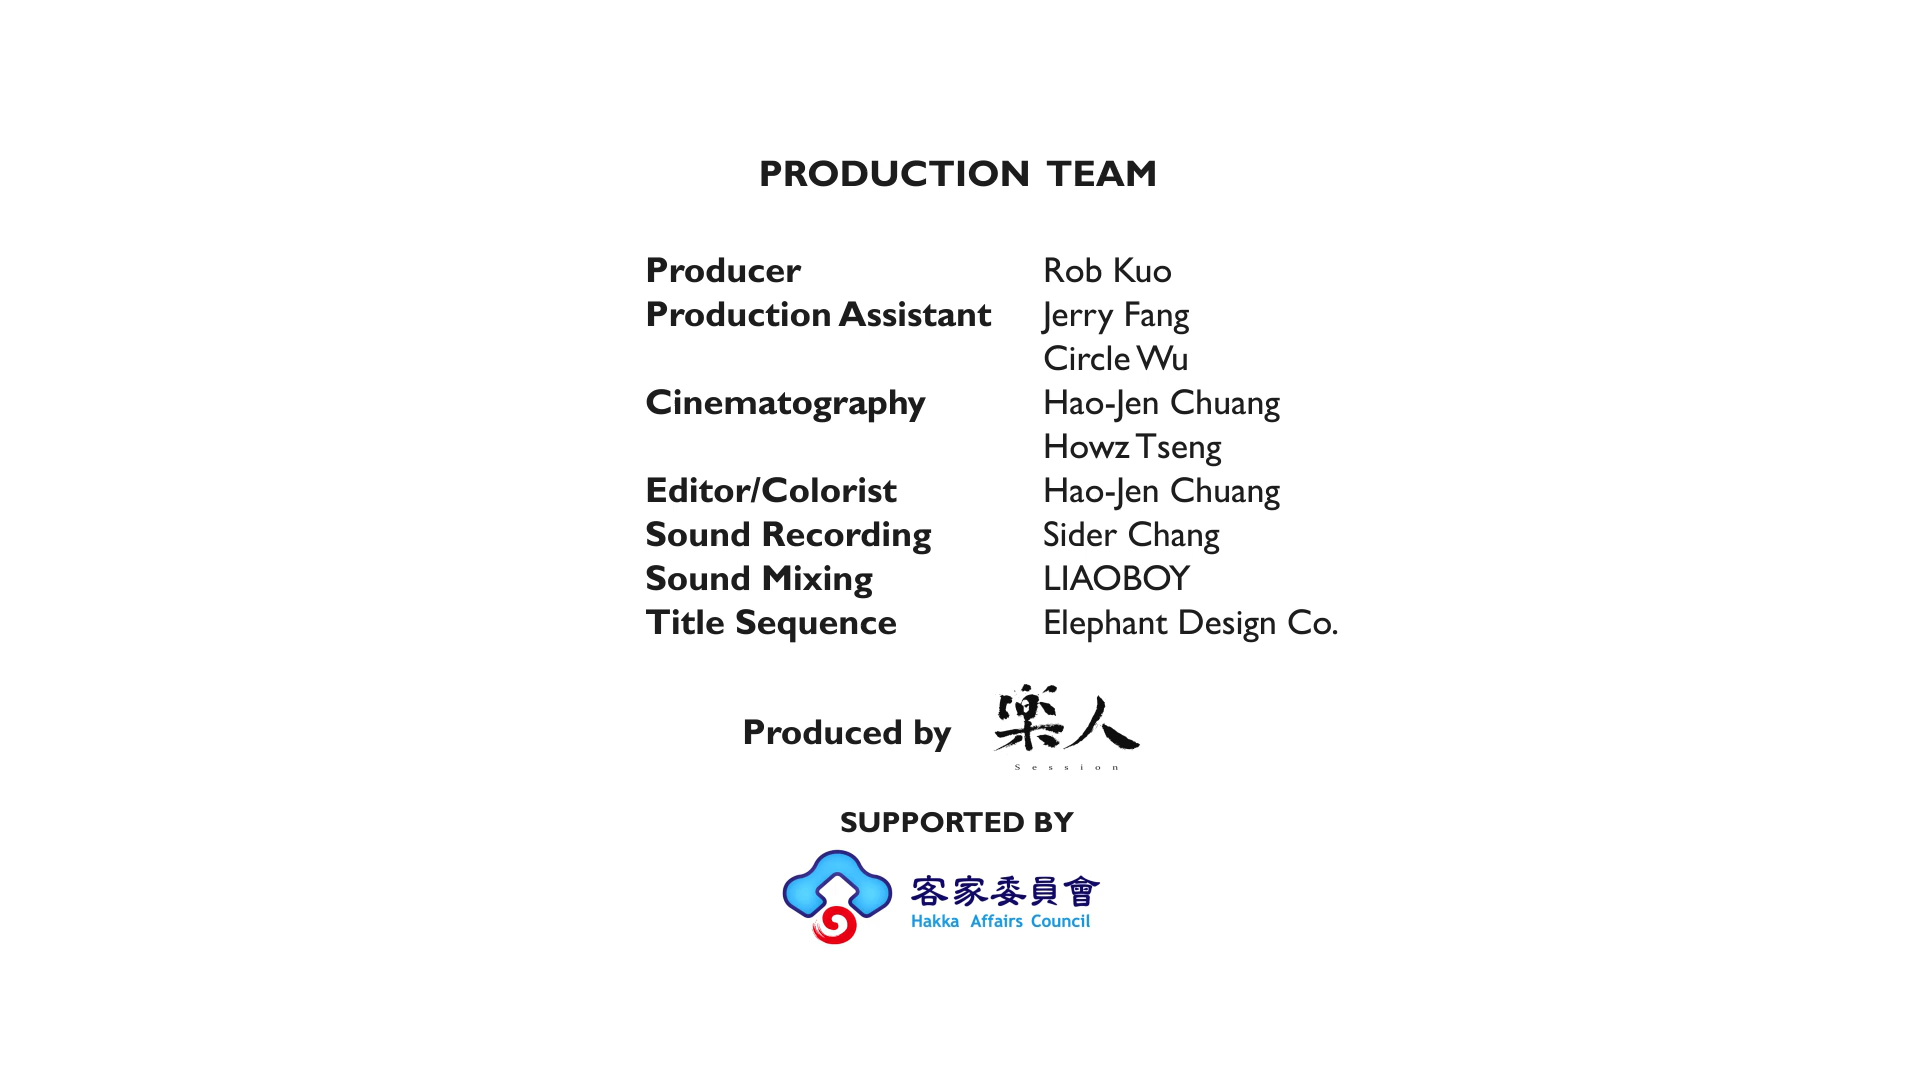 PRODUCTION TEAM
Producer Rob Kuo
Production Assistant Jerry Fang
Circle Wu
Cinematography Hao-Jen Chuang
Howz Tseng
Editor/Colorist Hao-Jen Chuang
Sound Recording Sider Chang
Sound Mixing LIAOBOY
Title Sequence Elephant Design Co.
Produced by 楽人
Session
SUPPORTED BY
客家委員會
Hakka Affairs Council